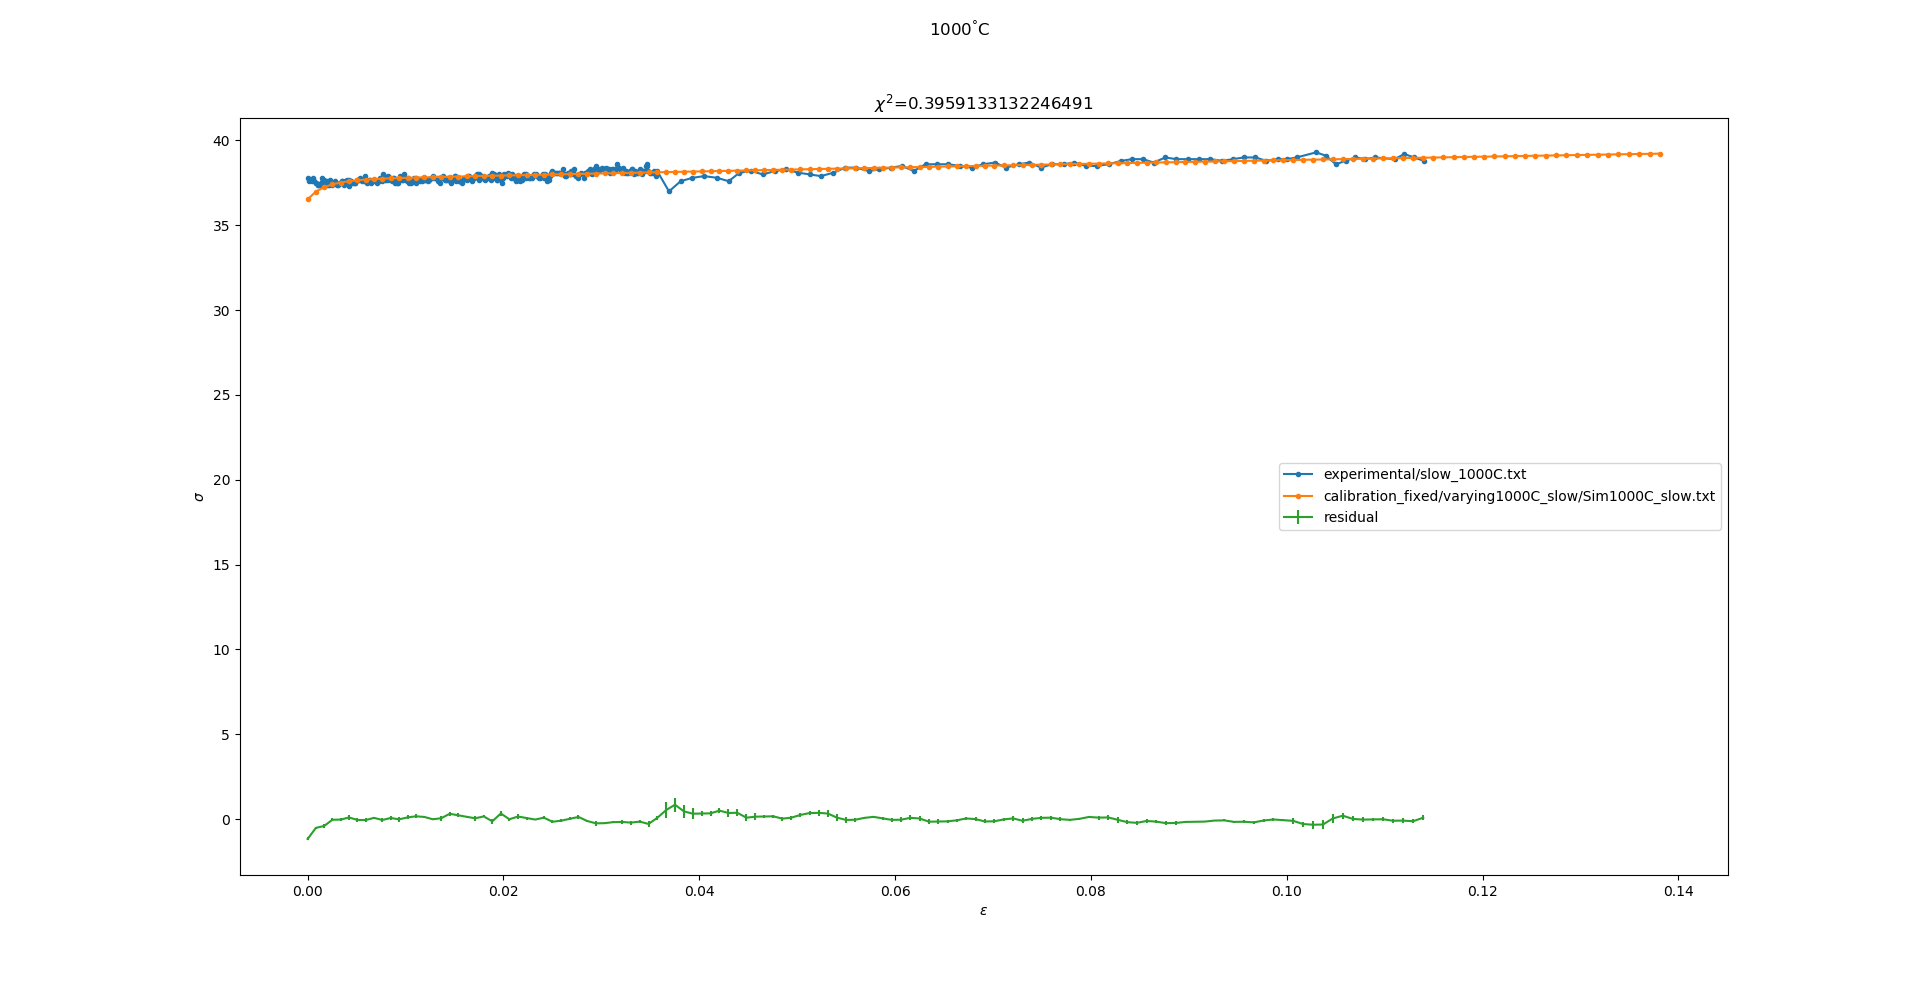 1000°C
χ²=0.3959133132246491
40
35
30
25
20
15
10
5
0
σ
experimental/slow_1000C.txt
calibration_fixed/varying1000C_slow/Sim1000C_slow.txt
residual
0.00 0.02 0.04 0.06 0.08 0.10 0.12 0.14
ε